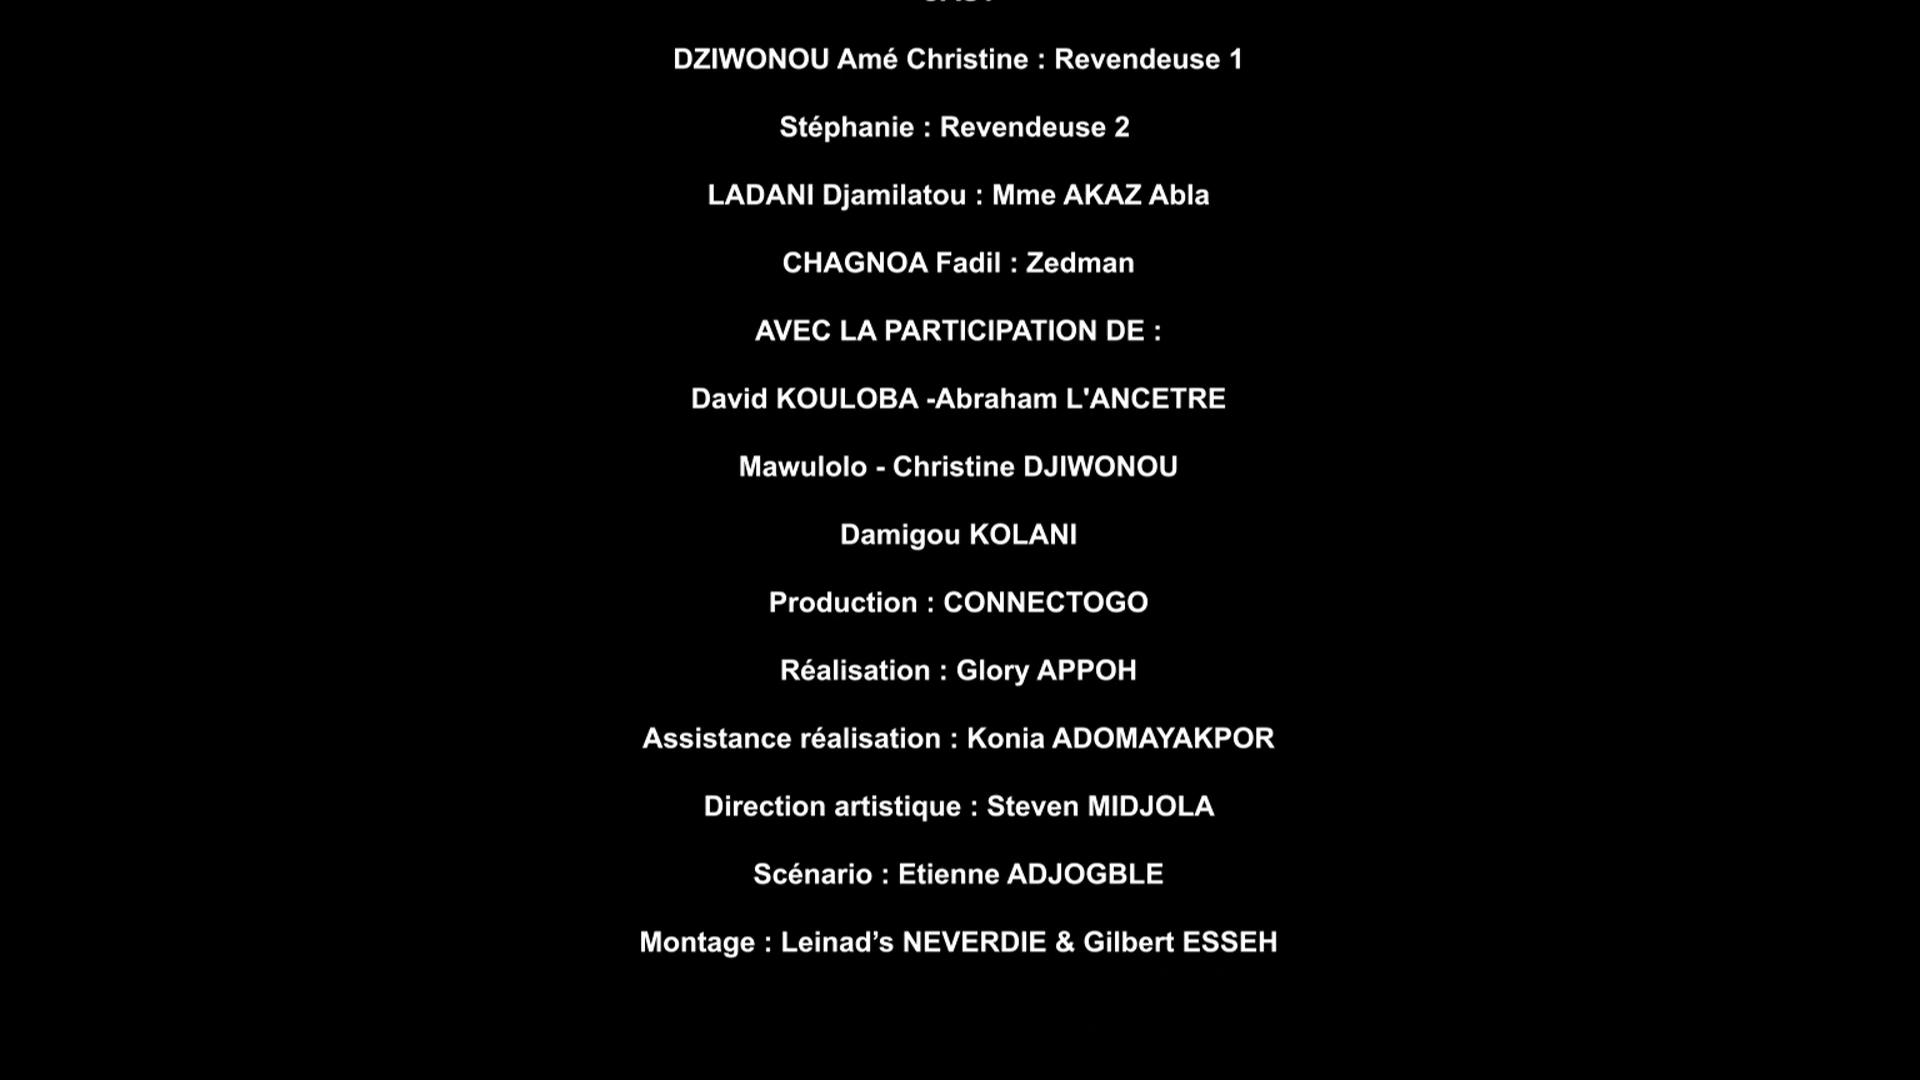 DZIWONOU Amé Christine : Revendeuse 1
Stéphanie : Revendeuse 2
LADANI Djamilatou : Mme AKAZ Abla
CHAGNOA Fadil : Zedman
AVEC LA PARTICIPATION DE :
David KOULOBA -Abraham L'ANCETRE
Mawulolo - Christine DJIWONOU
Damigou KOLANI
Production : CONNECTOGO
Réalisation : Glory APPOH
Assistance réalisation : Konia ADOMAYAKPOR
Direction artistique : Steven MIDJOLA
Scénario : Etienne ADJOGBLE
Montage : Leinad’s NEVERDIE & Gilbert ESSEH